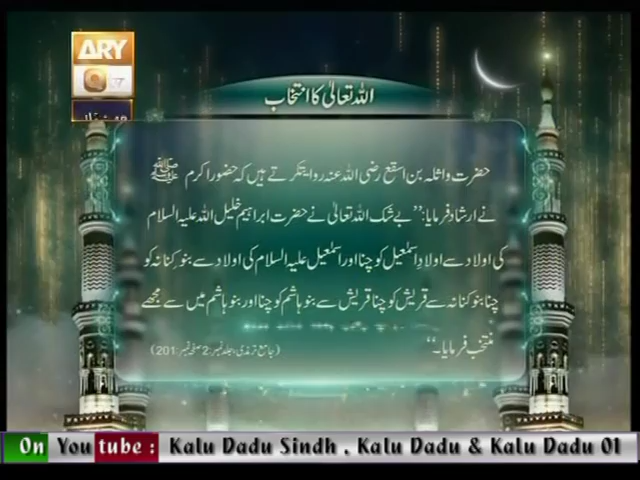 ARY
Q tv
اللہ تعالیٰ کا انتخاب
حضرت واثلہ بن اسقع رضی اللہ عنہ روایت کرتے ہیں کہ حضور اکرم ﷺ
نے ارشاد فرمایا: ”بے شک اللہ تعالیٰ نے حضرت ابراہیم خلیل اللہ علیہ السلام
کی اولاد سے اولادِ اسمٰعیل کو چنا اور اسمٰعیل علیہ السلام کی اولاد سے بنو کنانہ کو
چنا بنو کنانہ سے قریش کو چنا قریش سے بنو ہاشم کو چنا اور بنو ہاشم میں سے مجھے
منتخب فرمایا۔“
(جامع ترمذی، جلد نمبر:2 صفحہ نمبر:201)
On You tube : Kalu Dadu Sindh , Kalu Dadu & Kalu Dadu 01